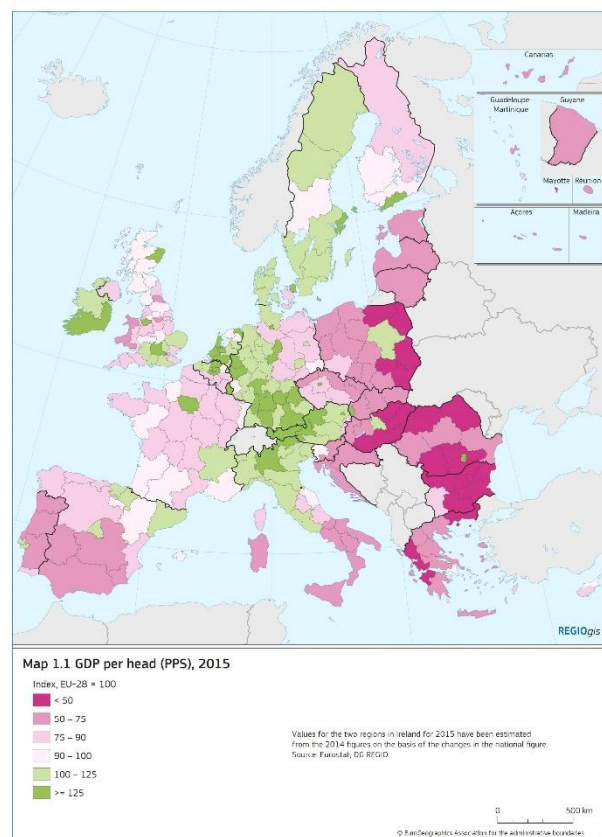 Canarias
Guadeloupe
Martinique
Guyane
Mayotte
Réunion
Açores
Madeira
REGIOgis
Map 1.1 GDP per head (PPS), 2015
Index, EU-28 = 100
< 50
50 – 75
75 – 90
90 – 100
100 – 125
>= 125
Values for the two regions in Ireland for 2015 have been estimated
from the 2014 figures on the basis of the changes in the national figure.
Source: Eurostat, DG REGIO
0
500 km
© EuroGeographics Association for the administrative boundaries